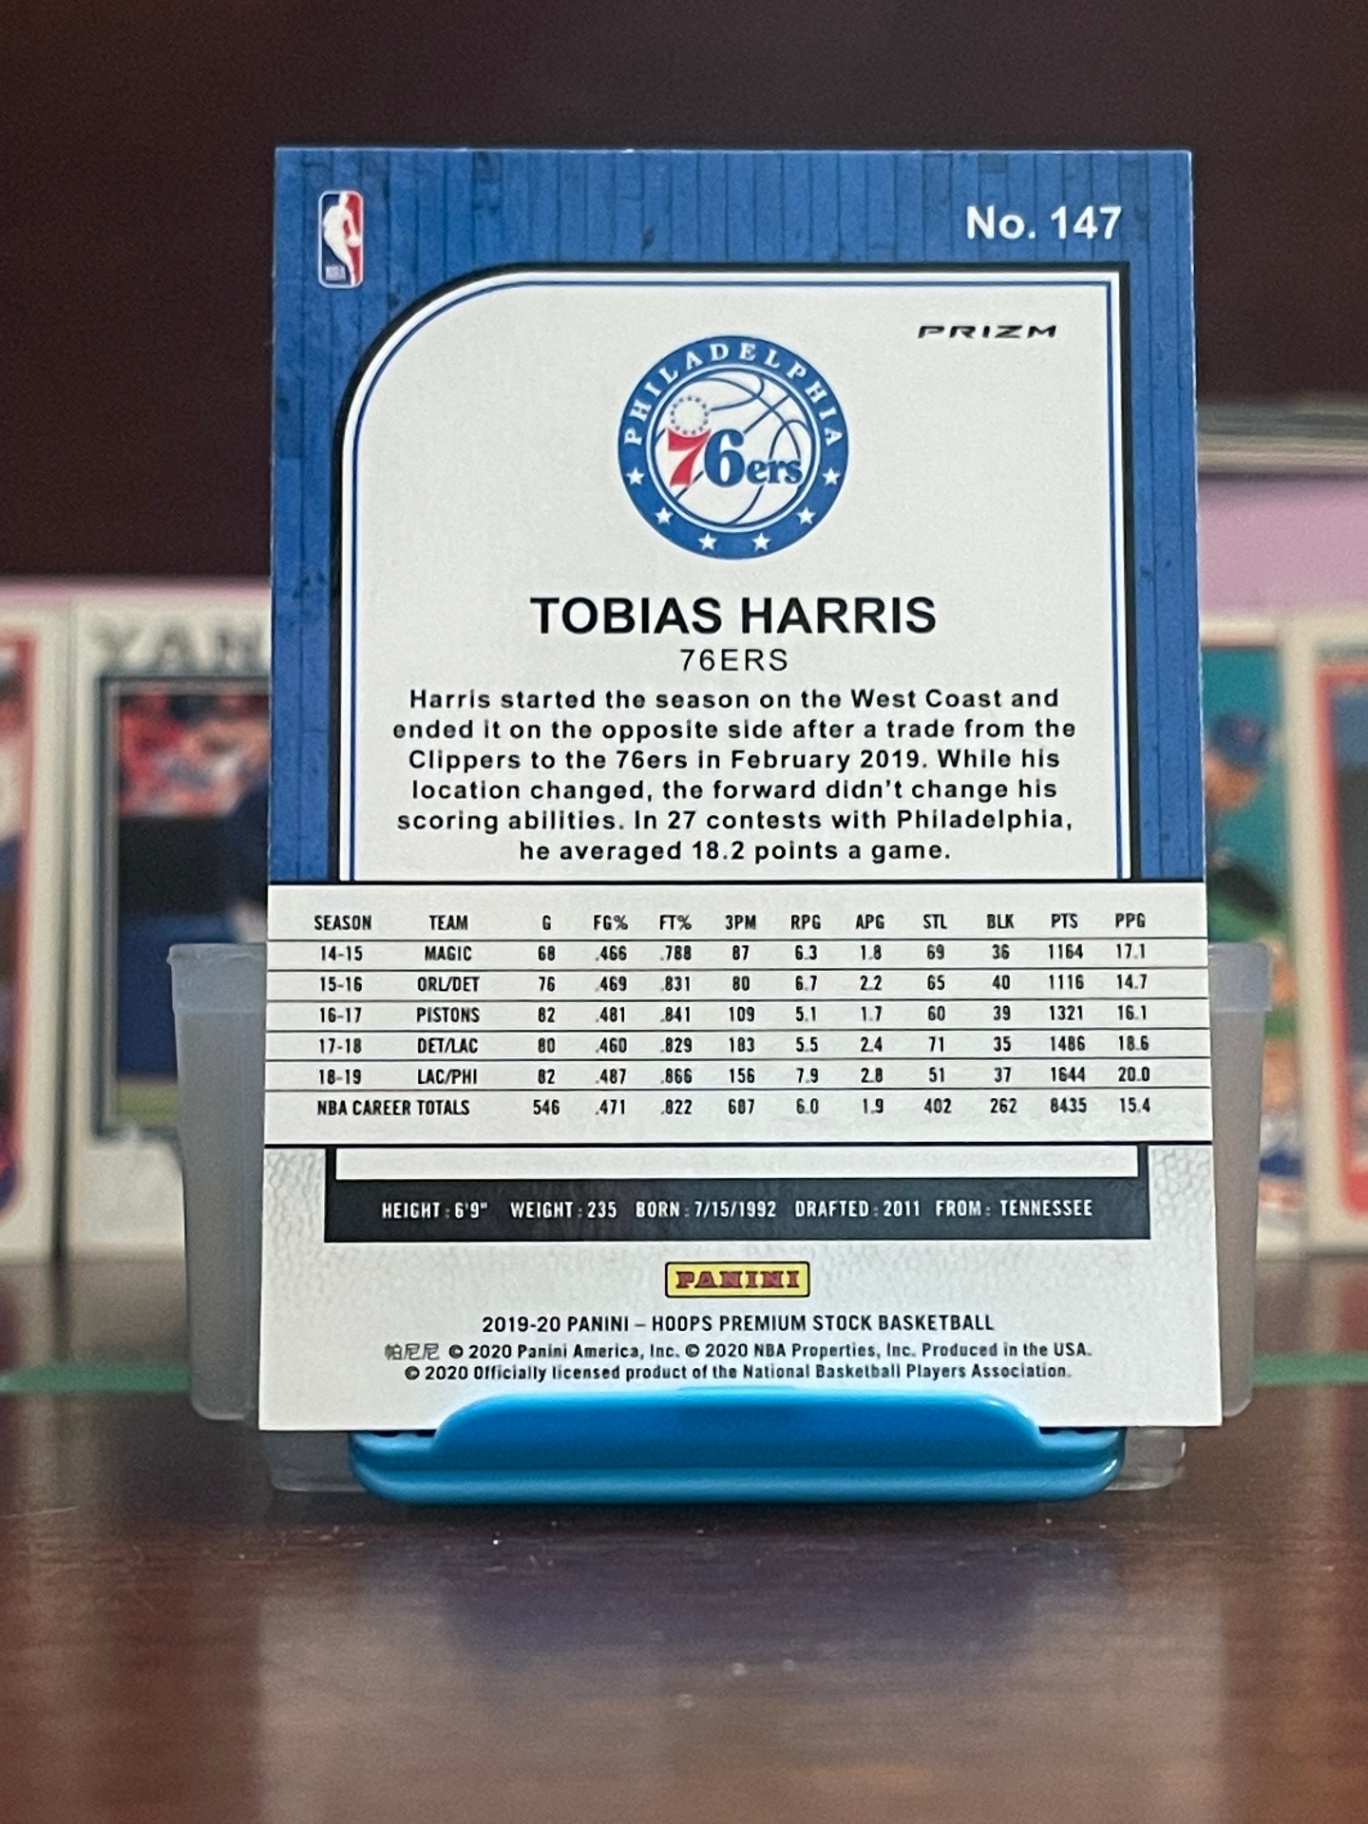 NBA
No. 147
PRIZM
PHILADELPHIA
76ers
TOBIAS HARRIS
76ERS
Harris started the season on the West Coast and
ended it on the opposite side after a trade from the
Clippers to the 76ers in February 2019. While his
location changed, the forward didn't change his
scoring abilities. In 27 contests with Philadelphia,
he averaged 18.2 points a game.
SEASON TEAM G FG% FT% 3PM RPG APG STL BLK PTS PPG
14-15 MAGIC 68 .466 .788 87 6.3 1.8 69 36 1164 17.1
15-16 ORL/DET 76 .469 .831 80 6.7 2.2 65 40 1116 14.7
16-17 PISTONS 82 .481 .841 109 5.1 1.7 60 39 1321 16.1
17-18 DET/LAC 80 .460 .829 183 5.5 2.4 71 35 1486 18.6
18-19 LAC/PHI 82 .487 .866 156 7.9 2.8 51 37 1644 20.0
NBA CAREER TOTALS 546 .471 .822 687 6.0 1.9 402 262 8435 15.4
HEIGHT: 6'9" WEIGHT: 235 BORN: 7/15/1992 DRAFTED: 2011 FROM: TENNESSEE
PANINI
2019-20 PANINI – HOOPS PREMIUM STOCK BASKETBALL
帕尼尼 © 2020 Panini America, Inc. © 2020 NBA Properties, Inc. Produced in the USA.
© 2020 Officially licensed product of the National Basketball Players Association.